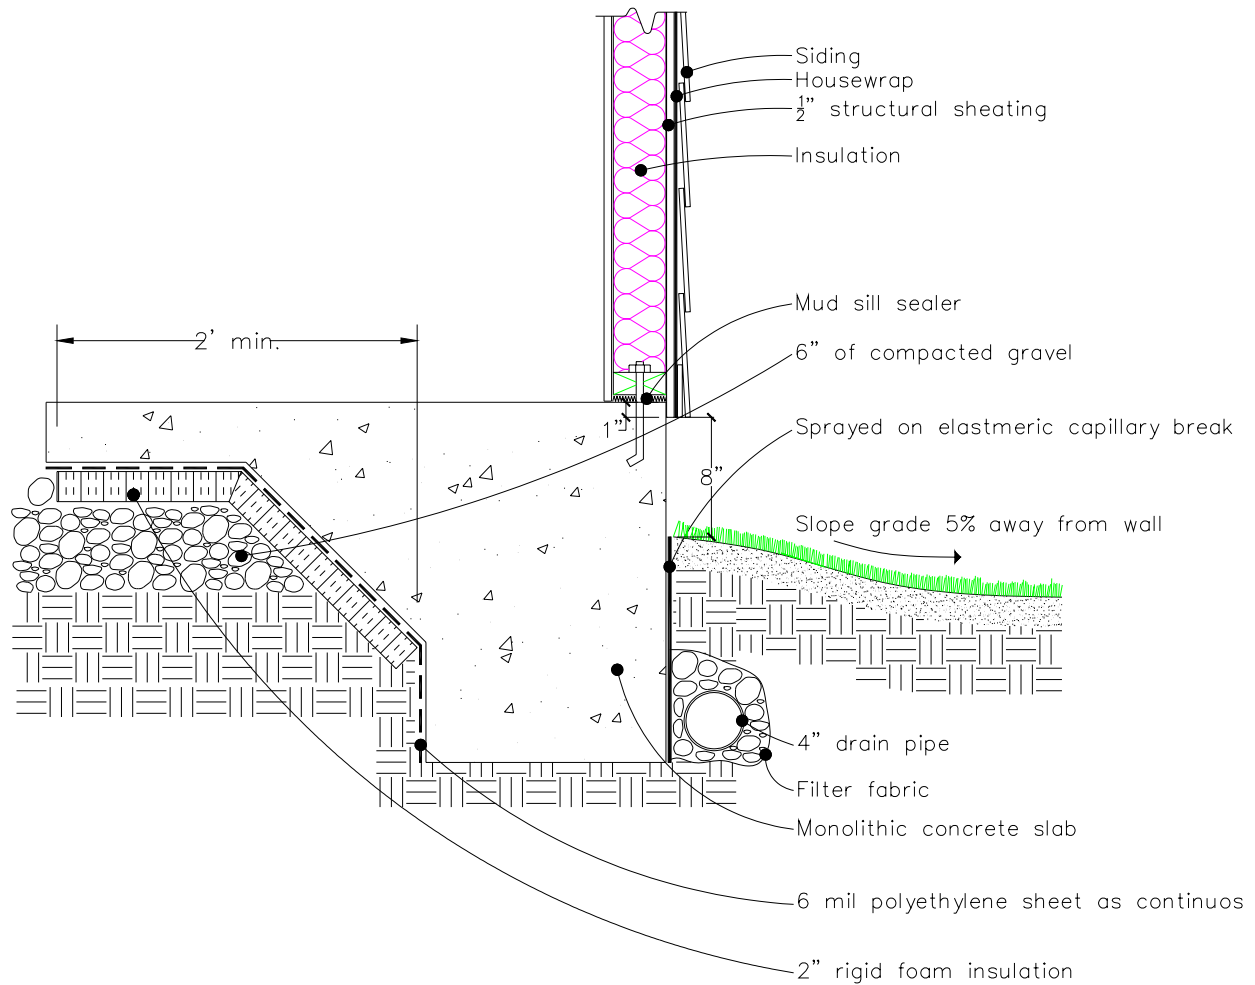 Siding
Housewrap
½” structural sheating
Insulation
Mud sill sealer
2’ min.
6” of compacted gravel
1”
Sprayed on elastmeric capillary break
8”
Slope grade 5% away from wall
4” drain pipe
Filter fabric
Monolithic concrete slab
6 mil polyethylene sheet as continuos
2” rigid foam insulation